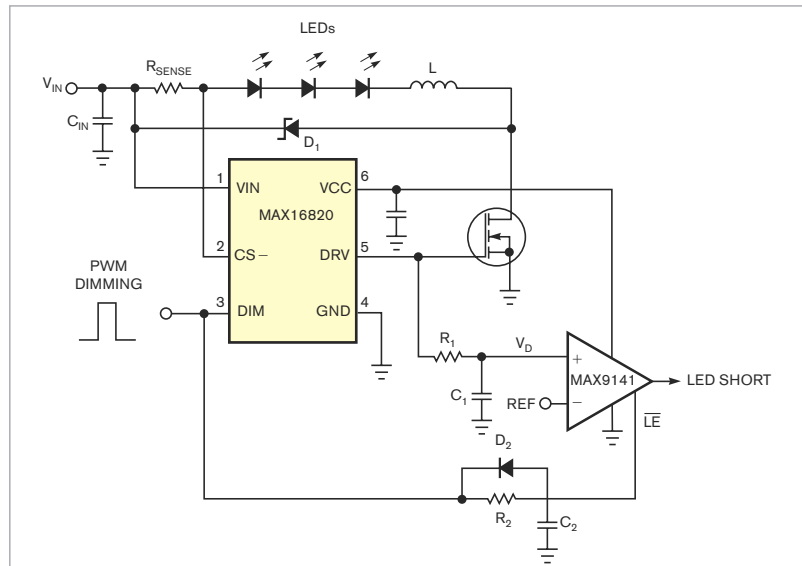 LEDs
R_SENSE
L
V_IN
C_IN
D_1
1
VIN
VCC
6
MAX16820
2
CS–
DRV
5
PWM
DIMMING
3
DIM
GND
4
R_1
V_D
+
MAX9141
LED SHORT
C_1
REF
–
LE
D_2
R_2
C_2